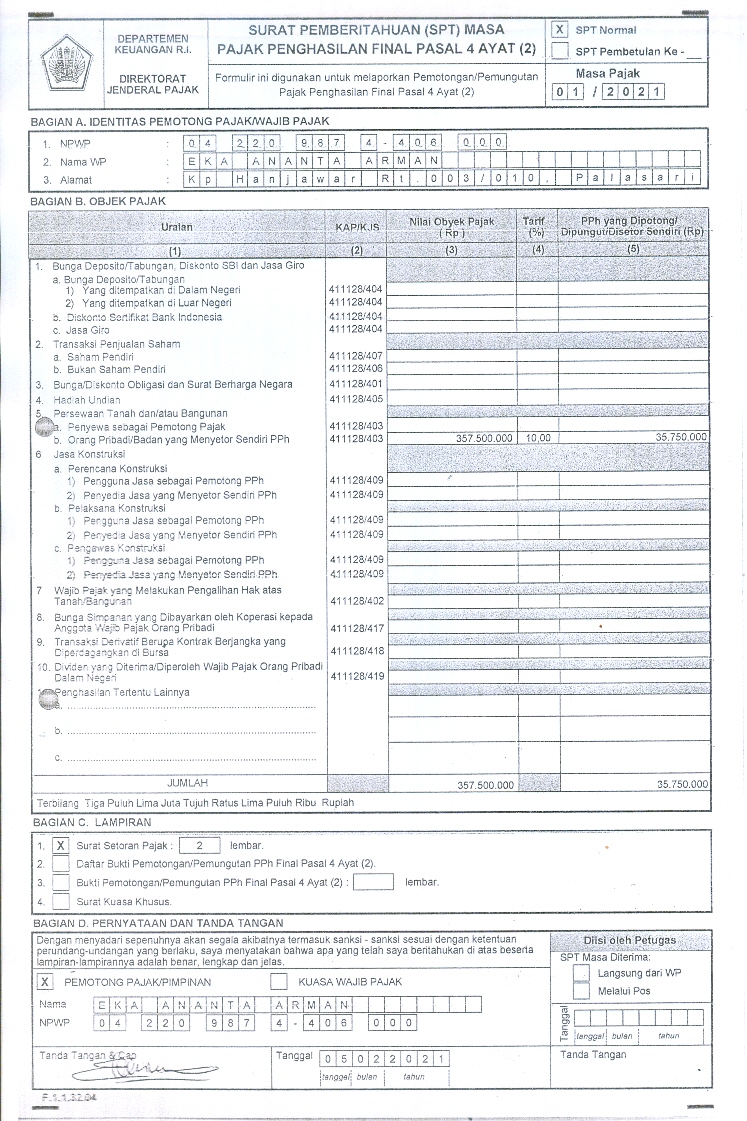 DEPARTEMEN
KEUANGAN R.I.
DIREKTORAT
JENDERAL PAJAK
SURAT PEMBERITAHUAN (SPT) MASA
PAJAK PENGHASILAN FINAL PASAL 4 AYAT (2)
Formulir ini digunakan untuk melaporkan Pemotongan/Pemungutan
Pajak Penghasilan Final Pasal 4 Ayat (2)
X SPT Normal
SPT Pembetulan Ke - __
Masa Pajak
01/2021
BAGIAN A. IDENTITAS PEMOTONG PAJAK/WAJIB PAJAK
1. NPWP : 04 220 987 4-406 000
2. Nama WP : EKA ANANTA ARMAN
3. Alamat : Kp Hanjawar Rt.003/010, Palasari
BAGIAN B. OBJEK PAJAK
Uraian KAP/KJS Nilai Obyek Pajak (Rp) Tarif (%) PPh yang Dipotong/Dipungut/Disetor Sendiri (Rp)
(1) (2) (3) (4) (5)
1. Bunga Deposito/Tabungan, Diskonto SBI dan Jasa Giro
a. Bunga Deposito/Tabungan
1) Yang ditempatkan di Dalam Negeri 411128/404
2) Yang ditempatkan di Luar Negeri 411128/404
b. Diskonto Sertifikat Bank Indonesia 411128/404
c. Jasa Giro 411128/404
2. Transaksi Penjualan Saham
a. Saham Pendiri 411128/407
b. Bukan Saham Pendiri 411128/406
3. Bunga/Diskonto Obligasi dan Surat Berharga Negara 411128/401
4. Hadiah Undian 411128/405
5. Persewaan Tanah dan/atau Bangunan
a. Penyewa sebagai Pemotong Pajak 411128/403
b. Orang Pribadi/Badan yang Menyetor Sendiri PPh 411128/403 357.500.000 10,00 35.750.000
6 Jasa Konstruksi
a. Perencana Konstruksi
1) Pengguna Jasa sebagai Pemotong PPh 411128/409
2) Penyedia Jasa yang Menyetor Sendiri PPh 411128/409
b. Pelaksana Konstruksi
1) Pengguna Jasa sebagai Pemotong PPh 411128/409
2) Penyedia Jasa yang Menyetor Sendiri PPh 411128/409
c. Pengawas Konstruksi
1) Pengguna Jasa sebagai Pemotong PPh 411128/409
2) Penyedia Jasa yang Menyetor Sendiri PPh 411128/409
7 Wajib Pajak yang Melakukan Pengalihan Hak atas
Tanah/Bangunan 411128/402
8. Bunga Simpanan yang Dibayarkan oleh Koperasi kepada
Anggota Wajib Pajak Orang Pribadi 411128/417
9. Transaksi Derivatif Berupa Kontrak Berjangka yang
Diperdagangkan di Bursa 411128/418
10. Dividen yang Diterima/Diperoleh Wajib Pajak Orang Pribadi
Dalam Negeri 411128/419
Penghasilan Tertentu Lainnya
a.
b.
c.
JUMLAH 357.500.000 35.750.000
Terbilang Tiga Puluh Lima Juta Tujuh Ratus Lima Puluh Ribu Rupiah
BAGIAN C. LAMPIRAN
1. X Surat Setoran Pajak : 2 lembar.
2. Daftar Bukti Pemotongan/Pemungutan PPh Final Pasal 4 Ayat (2).
3. Bukti Pemotongan/Pemungutan PPh Final Pasal 4 Ayat (2) : lembar.
4. Surat Kuasa Khusus.
BAGIAN D. PERNYATAAN DAN TANDA TANGAN
Dengan menyadari sepenuhnya akan segala akibatnya termasuk sanksi - sanksi sesuai dengan ketentuan
perundang-undangan yang berlaku, saya menyatakan bahwa apa yang telah saya beritahukan di atas beserta
lampiran-lampirannya adalah benar, lengkap dan jelas.
X PEMOTONG PAJAK/PIMPINAN KUASA WAJIB PAJAK
Nama EKA ANANTA ARMAN
NPWP 04 220 987 4-406 000
Tanda Tangan & Cap
Tanggal 05022021
tanggal bulan tahun
Diisi oleh Petugas
SPT Masa Diterima:
Langsung dari WP
Melalui Pos
Tanggal
tanggal bulan tahun
Tanda Tangan
F.1.1.32.04